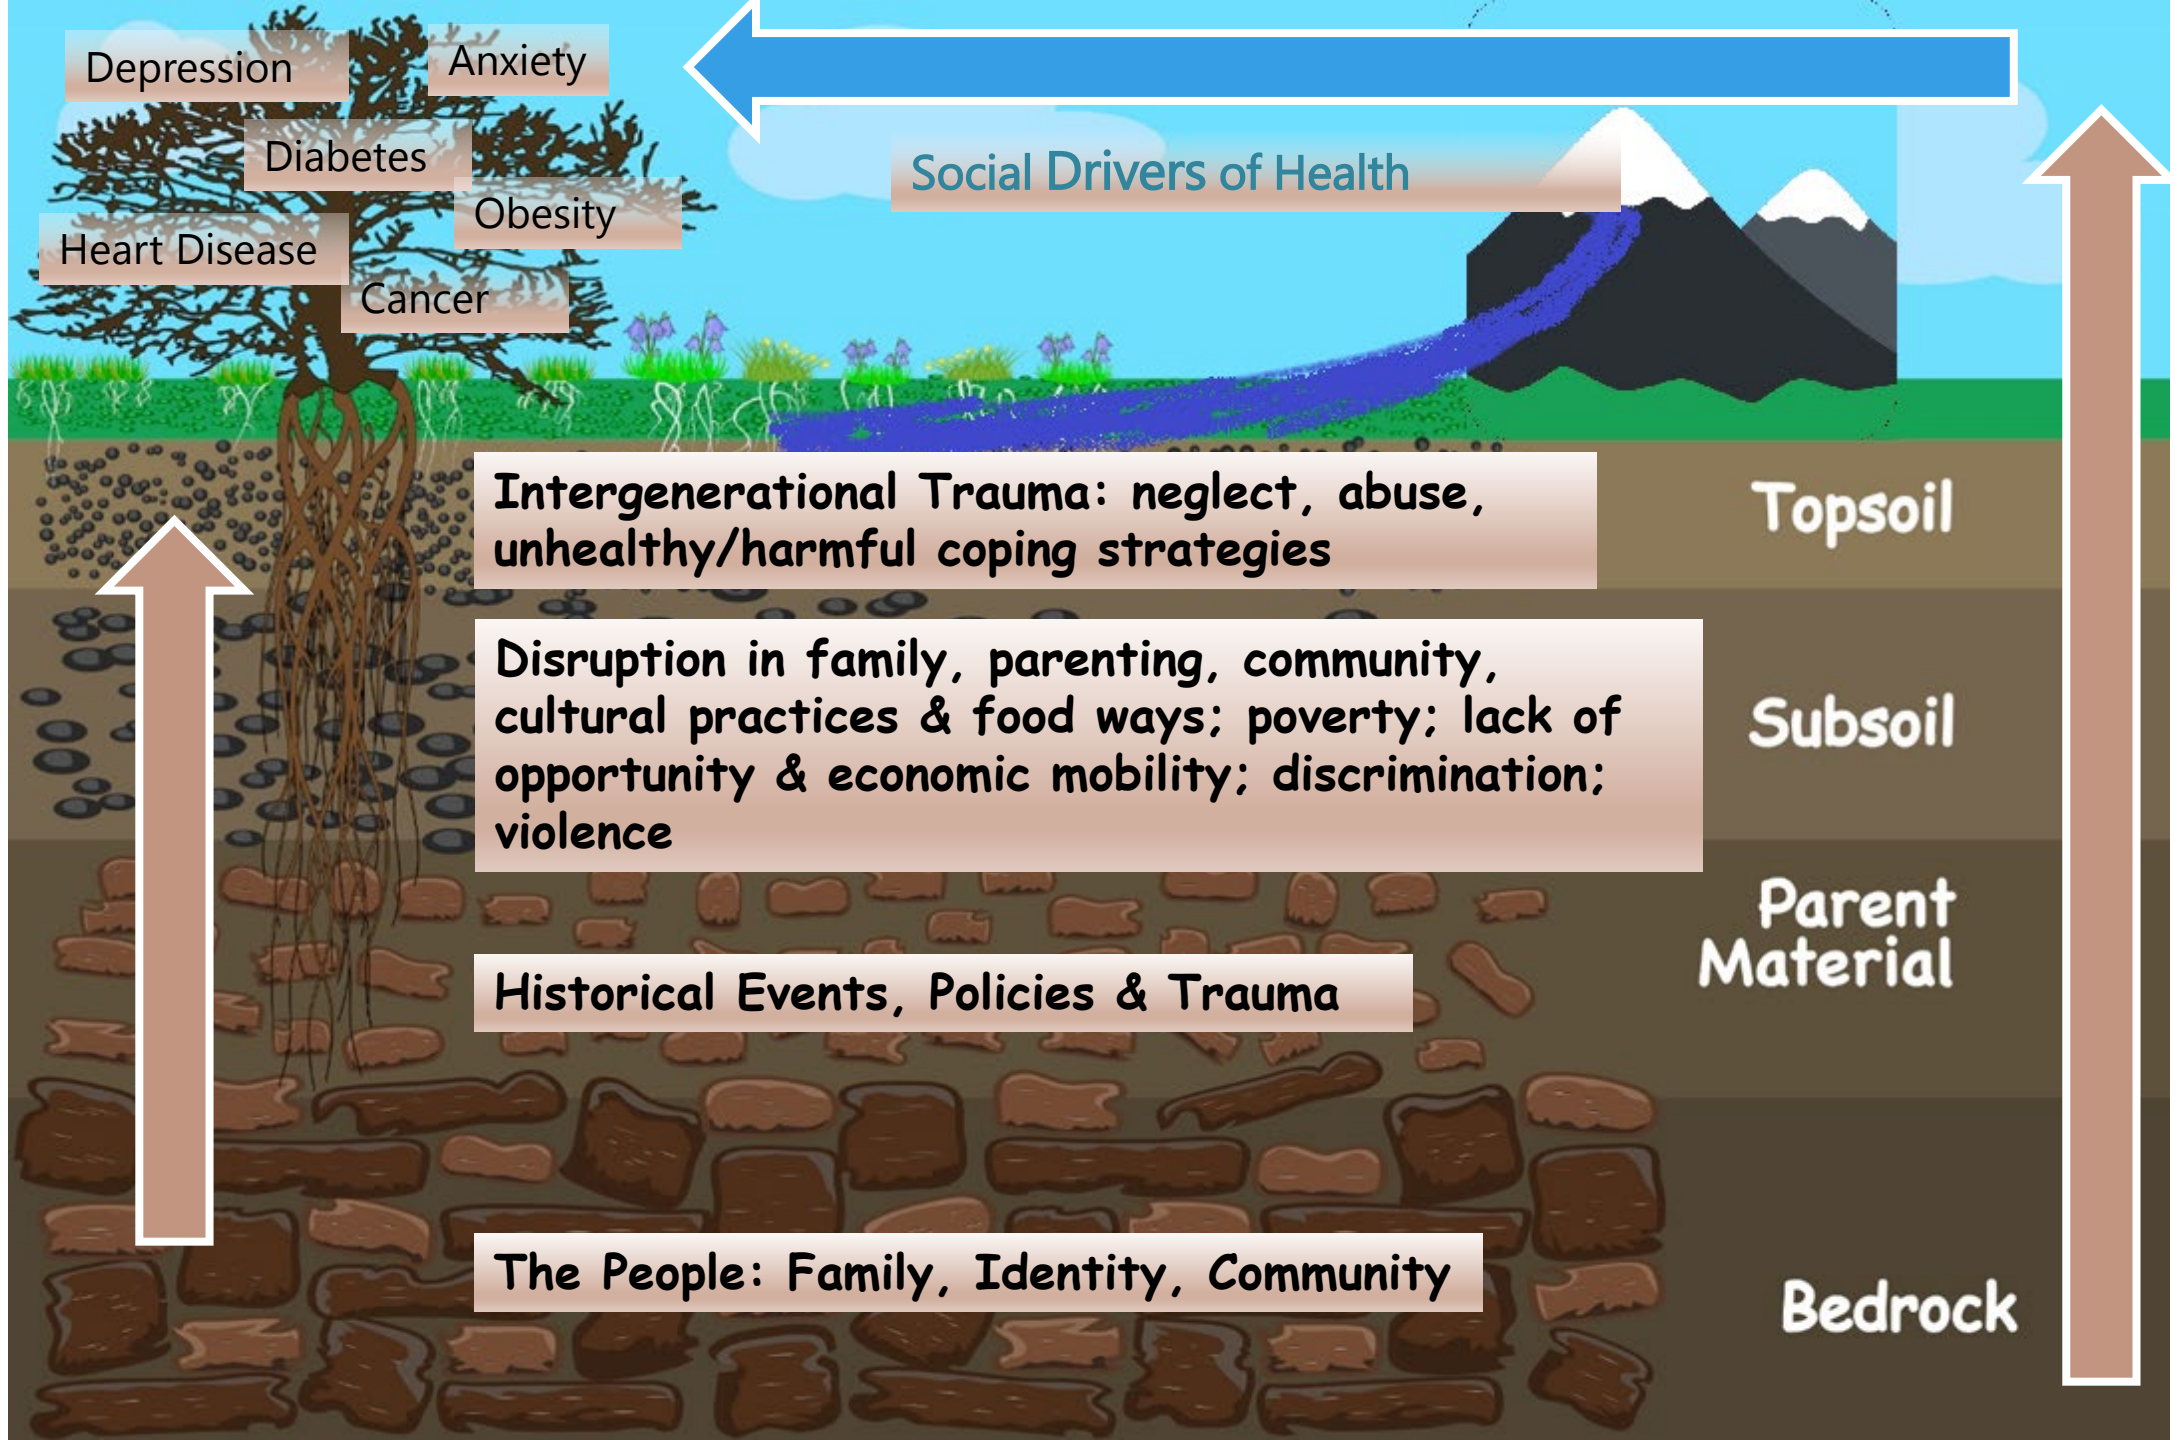 Depression
Anxiety
Diabetes
Obesity
Heart Disease
Cancer
Social Drivers of Health
Intergenerational Trauma: neglect, abuse,
unhealthy/harmful coping strategies
Topsoil
Disruption in family, parenting, community,
cultural practices & food ways; poverty; lack of
opportunity & economic mobility; discrimination;
violence
Subsoil
Parent
Material
Historical Events, Policies & Trauma
The People: Family, Identity, Community
Bedrock